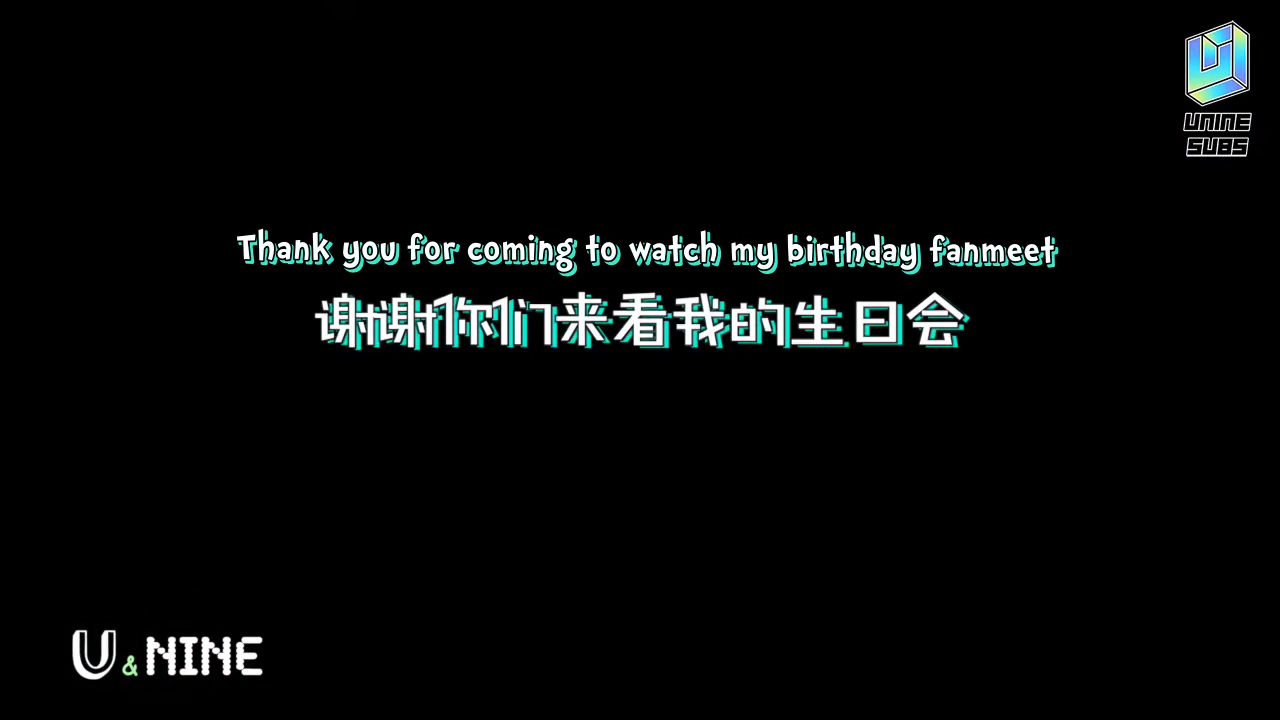 UNINE
SUBS
Thank you for coming to watch my birthday fanmeet
谢谢你们来看我的生日会
U & NINE